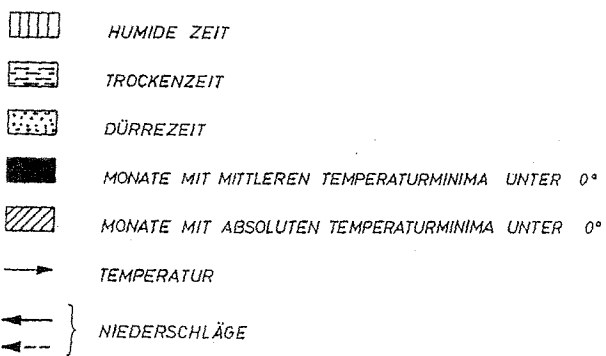 HUMIDE ZEIT
TROCKENZEIT
DÜRREZEIT
MONATE MIT MITTLEREN TEMPERATURMINIMA UNTER 0°
MONATE MIT ABSOLUTEN TEMPERATURMINIMA UNTER 0°
TEMPERATUR
NIEDERSCHLÄGE